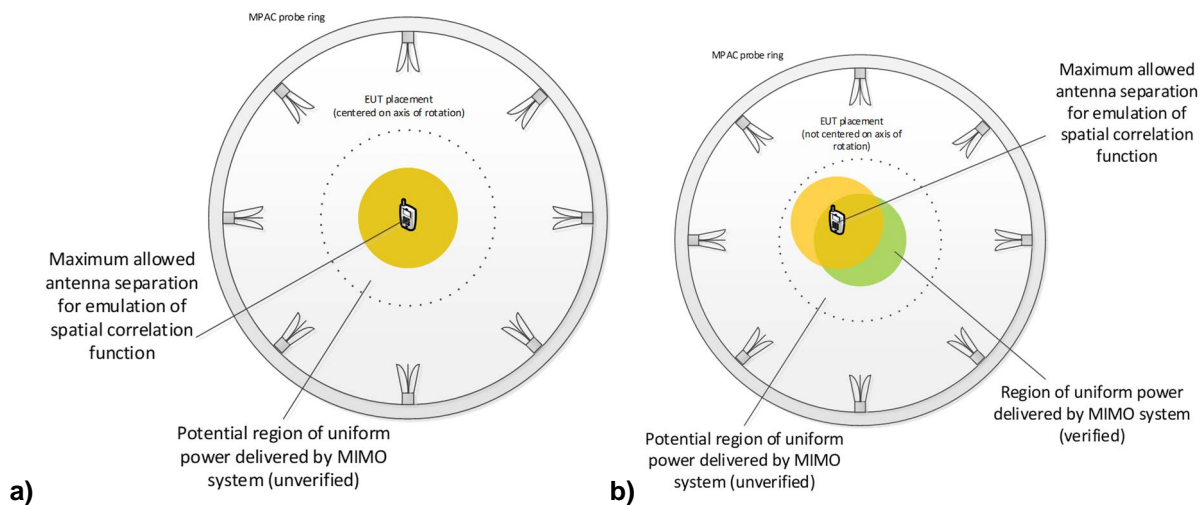 MPAC probe ring
EUT placement
(centered on axis of rotation)
Maximum allowed
antenna separation
for emulation of
spatial correlation
function
Potential region of uniform
power delivered by MIMO
system (unverified)
a)
MPAC probe ring
EUT placement
(not centered on axis of
rotation)
Maximum allowed
antenna separation
for emulation of
spatial correlation
function
Region of uniform power
delivered by MIMO system
(verified)
Potential region of uniform
power delivered by MIMO
system (unverified)
b)